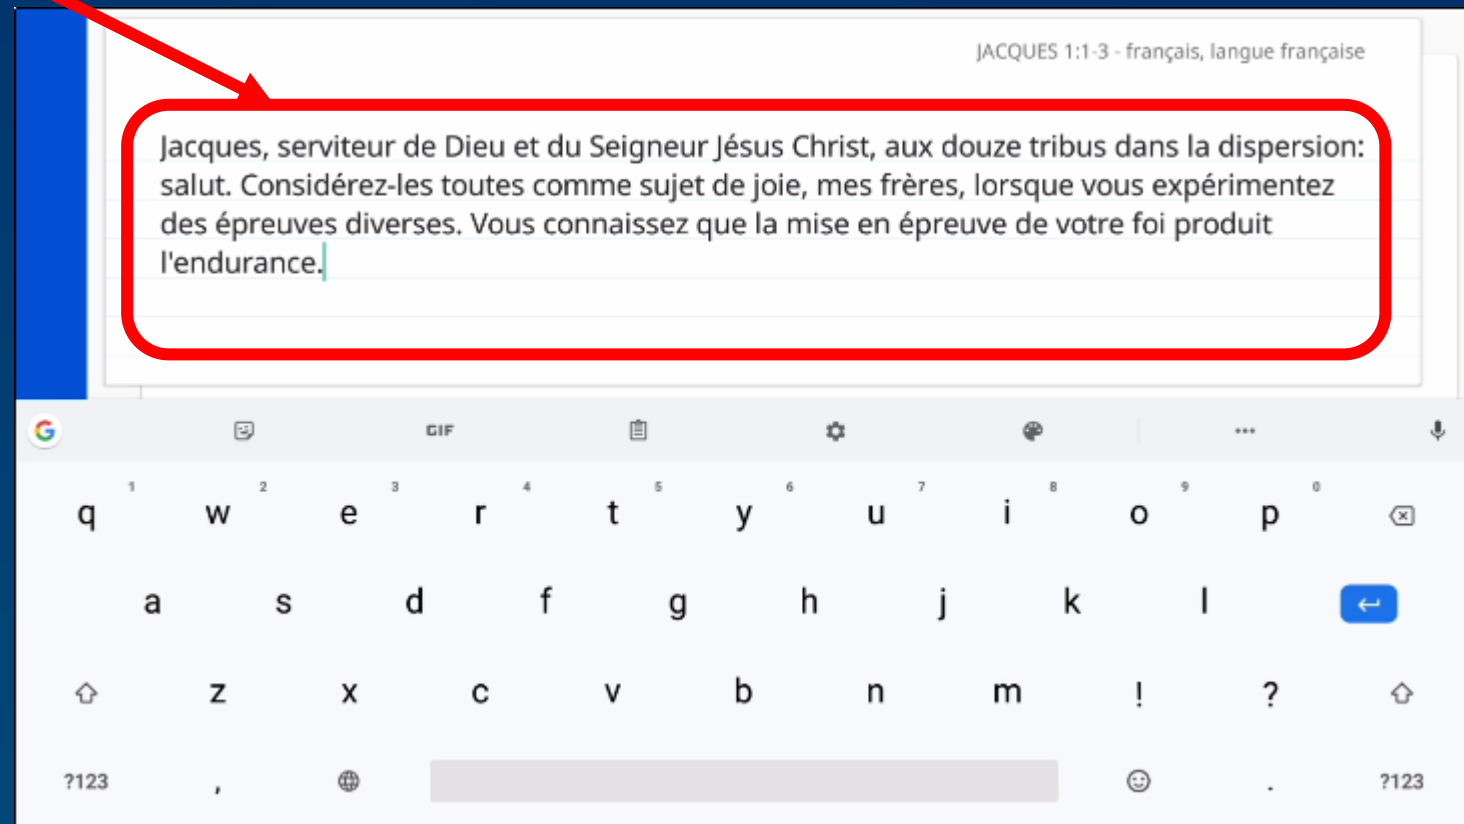 JACQUES 1:1-3 - français, langue française
Jacques, serviteur de Dieu et du Seigneur Jésus Christ, aux douze tribus dans la dispersion:
salut. Considérez-les toutes comme sujet de joie, mes frères, lorsque vous expérimentez
des épreuves diverses. Vous connaissez que la mise en épreuve de votre foi produit
l'endurance.
G GIF ...
1 2 3 4 5 6 7 8 9 0
q w e r t y u i o p
a s d f g h j k l
z x c v b n m ! ?
?123 , . ?123